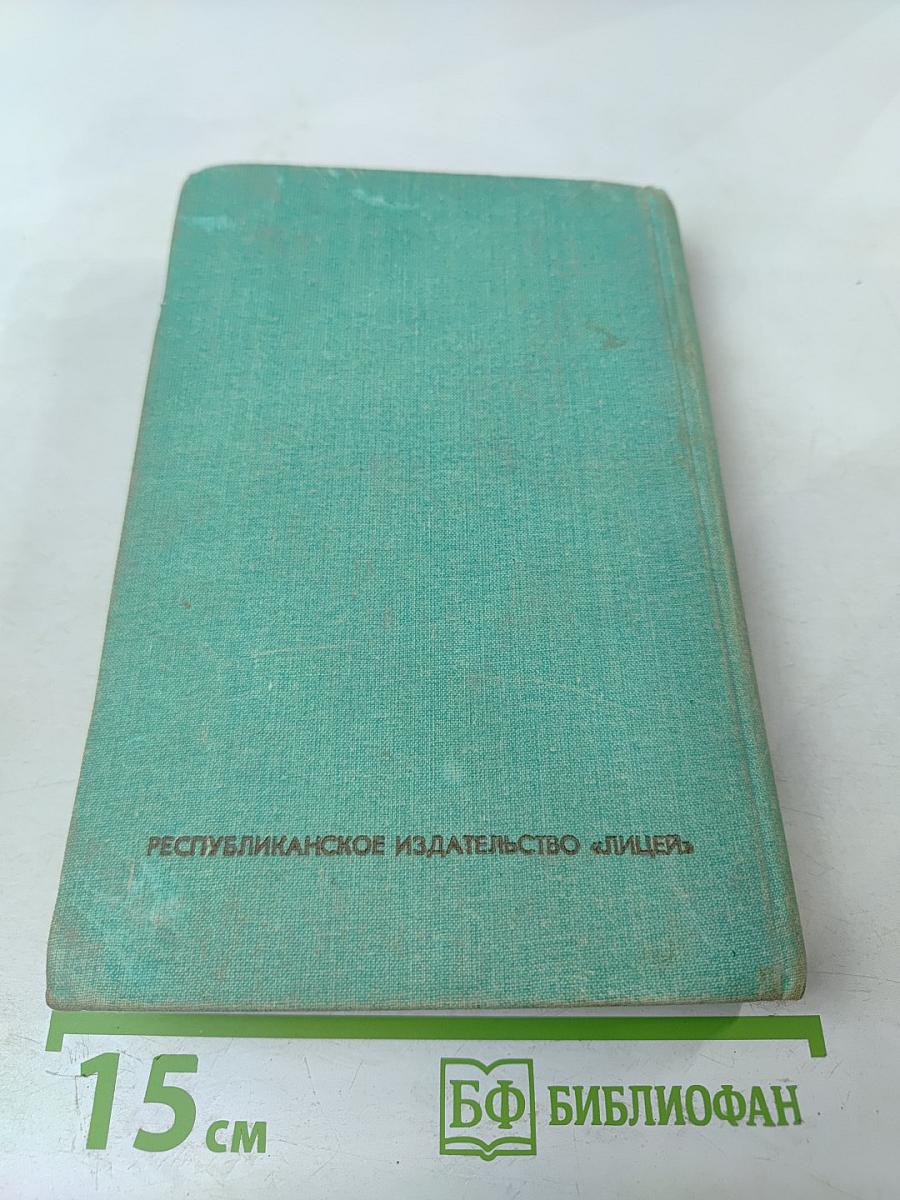 РЕСПУБЛИКАНСКОЕ ИЗДАТЕЛЬСТВО «ЛИЦЕЙ»
15 см
БФ БИБЛИОФАН